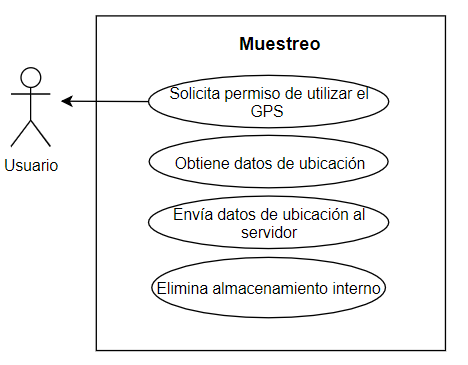 Muestreo
Solicita permiso de utilizar el
GPS
Usuario
Obtiene datos de ubicación
Envía datos de ubicación al
servidor
Elimina almacenamiento interno